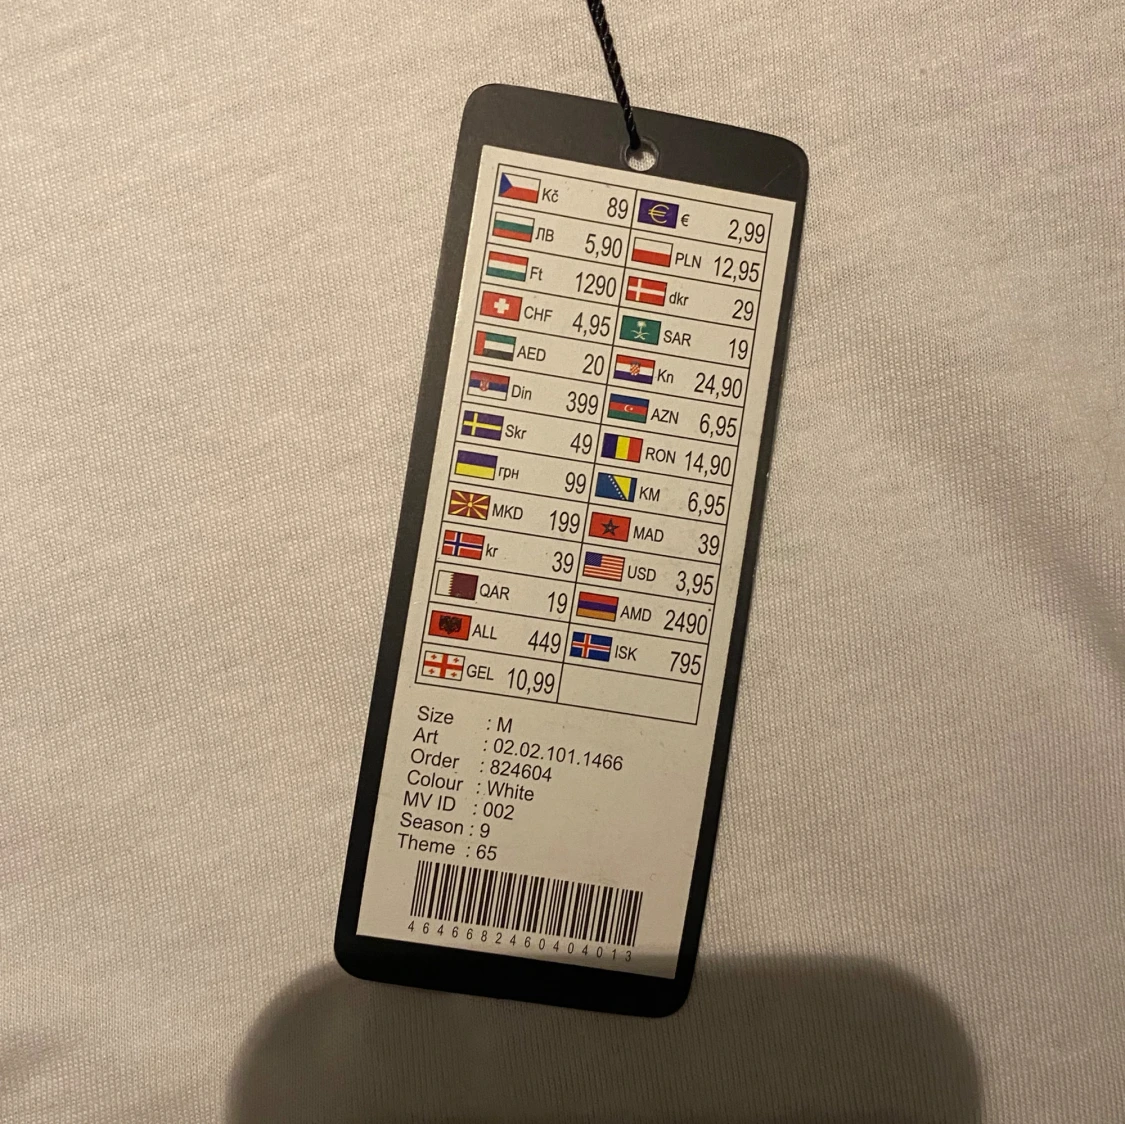 Kč 89 € 2,99
ЛВ 5,90 PLN 12,95
Ft 1290 dkr 29
CHF 4,95 SAR 19
AED 20 Kn 24,90
Din 399 AZN 6,95
Skr 49 RON 14,90
грн 99 KM 6,95
MKD 199 MAD 39
kr 39 USD 3,95
QAR 19 AMD 2490
ALL 449 ISK 795
GEL 10,99
Size : M
Art : 02.02.101.1466
Order : 824604
Colour : White
MV ID : 002
Season : 9
Theme : 65
4646682460404013